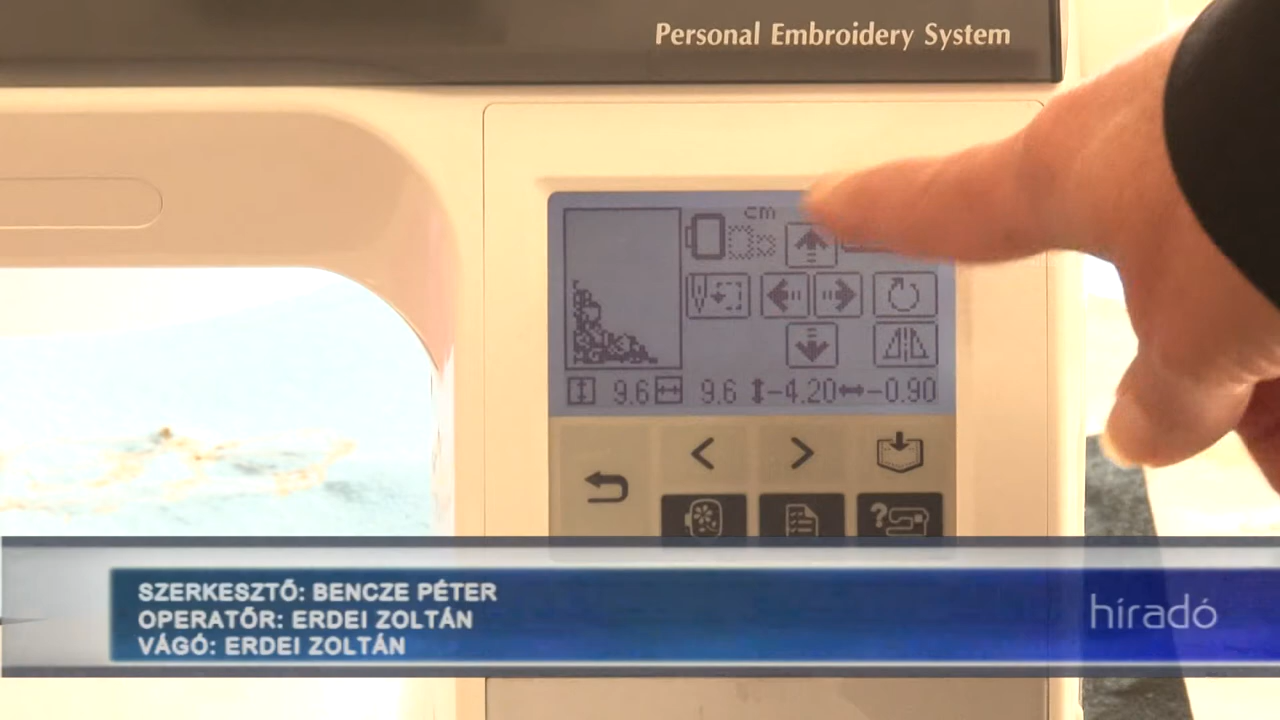 Personal Embroidery System
cm
9.6 9.6 -4.20 -0.90
SZERKESZTŐ: BENCZE PÉTER
OPERATŐR: ERDEI ZOLTÁN
VÁGÓ: ERDEI ZOLTÁN
híradó